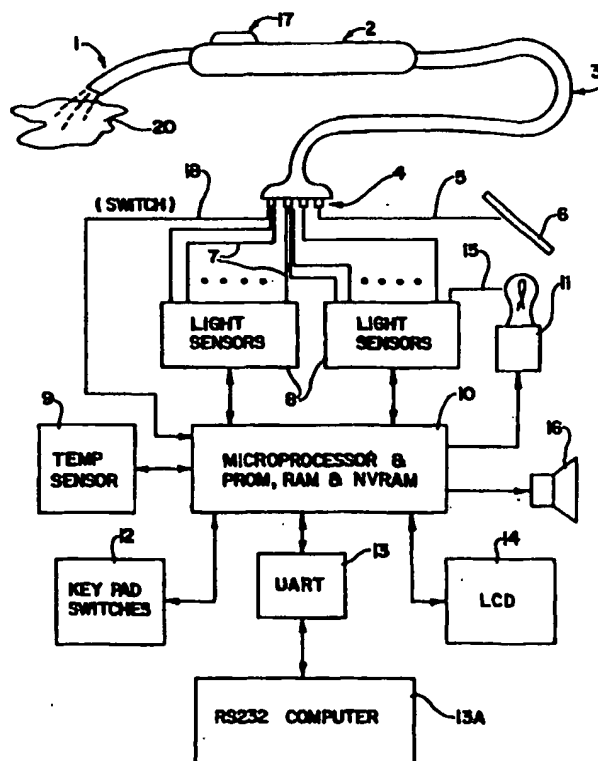 17
1
2
3
20
18
4
5
(SWITCH)
6
7
15
11
LIGHT SENSORS
LIGHT SENSORS
8
9
10
16
TEMP SENSOR
MICROPROCESSOR &
PROM, RAM & NVRAM
12
13
14
KEY PAD SWITCHES
UART
LCD
13A
RS232 COMPUTER